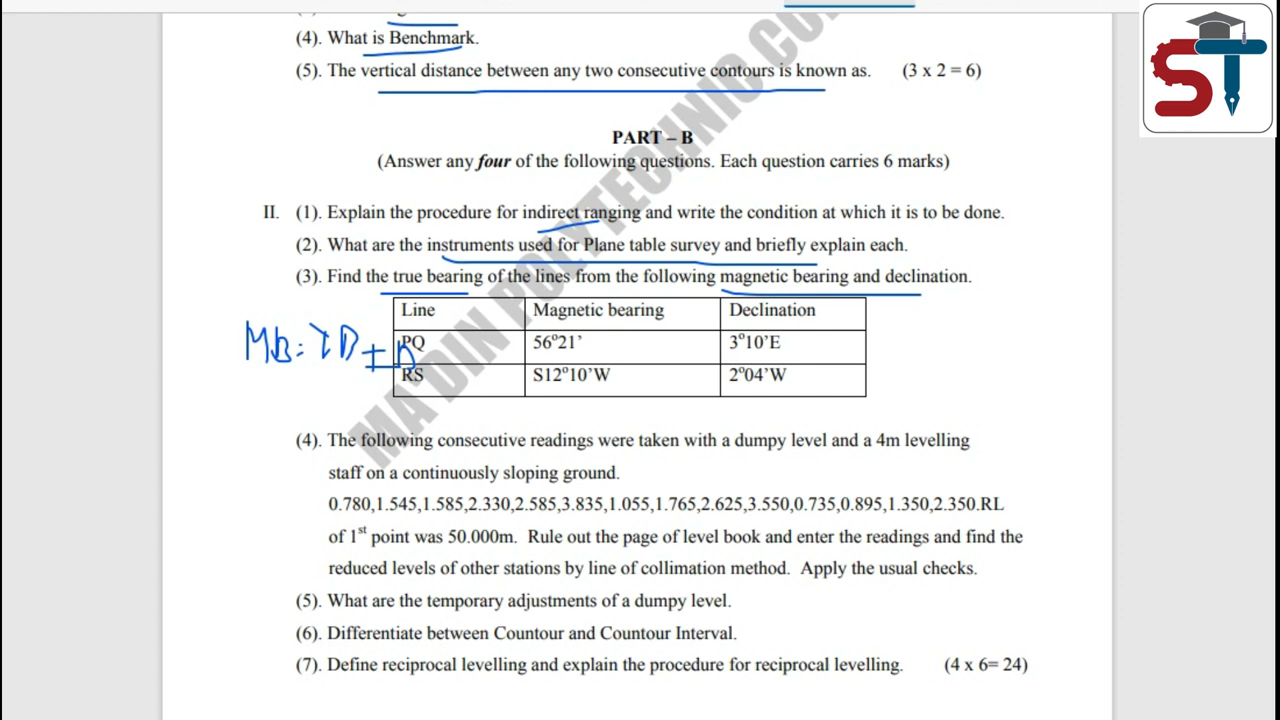 (4). What is Benchmark.
(5). The vertical distance between any two consecutive contours is known as. (3 x 2 = 6)
PART – B
(Answer any four of the following questions. Each question carries 6 marks)
II. (1). Explain the procedure for indirect ranging and write the condition at which it is to be done.
(2). What are the instruments used for Plane table survey and briefly explain each.
(3). Find the true bearing of the lines from the following magnetic bearing and declination.
Line Magnetic bearing Declination
PQ 56º21’ 3º10’E
RS S12º10’W 2º04’W
MB = TB ± D
(4). The following consecutive readings were taken with a dumpy level and a 4m levelling
staff on a continuously sloping ground.
0.780,1.545,1.585,2.330,2.585,3.835,1.055,1.765,2.625,3.550,0.735,0.895,1.350,2.350.RL
of 1st point was 50.000m. Rule out the page of level book and enter the readings and find the
reduced levels of other stations by line of collimation method. Apply the usual checks.
(5). What are the temporary adjustments of a dumpy level.
(6). Differentiate between Countour and Countour Interval.
(7). Define reciprocal levelling and explain the procedure for reciprocal levelling. (4 x 6= 24)
MA'DIN POLYTECHNIC CO
ST